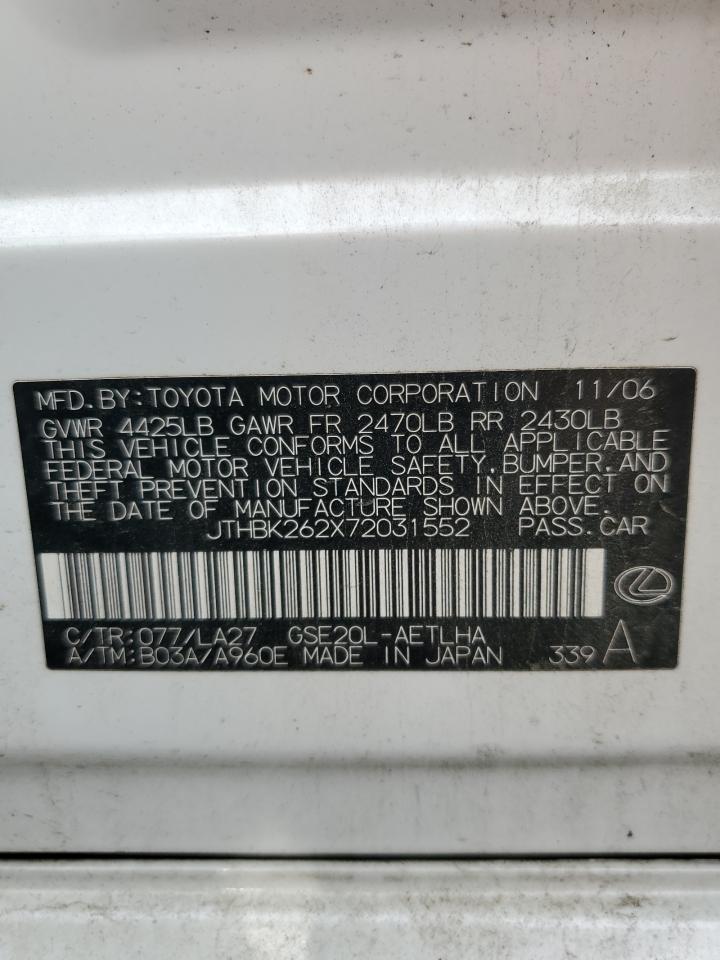 MFD. BY: TOYOTA MOTOR CORPORATION 11/06
GVWR 4425LB GAWR FR 2470LB RR 2430LB
THIS VEHICLE CONFORMS TO ALL APPLICABLE
FEDERAL MOTOR VEHICLE SAFETY, BUMPER, AND
THEFT PREVENTION STANDARDS IN EFFECT ON
THE DATE OF MANUFACTURE SHOWN ABOVE.
JTHBK262X72031552 PASS. CAR
C/TR: 077/LA27 GSE20L-AETLHA
A/TM: B03A/A960E MADE IN JAPAN 339 A